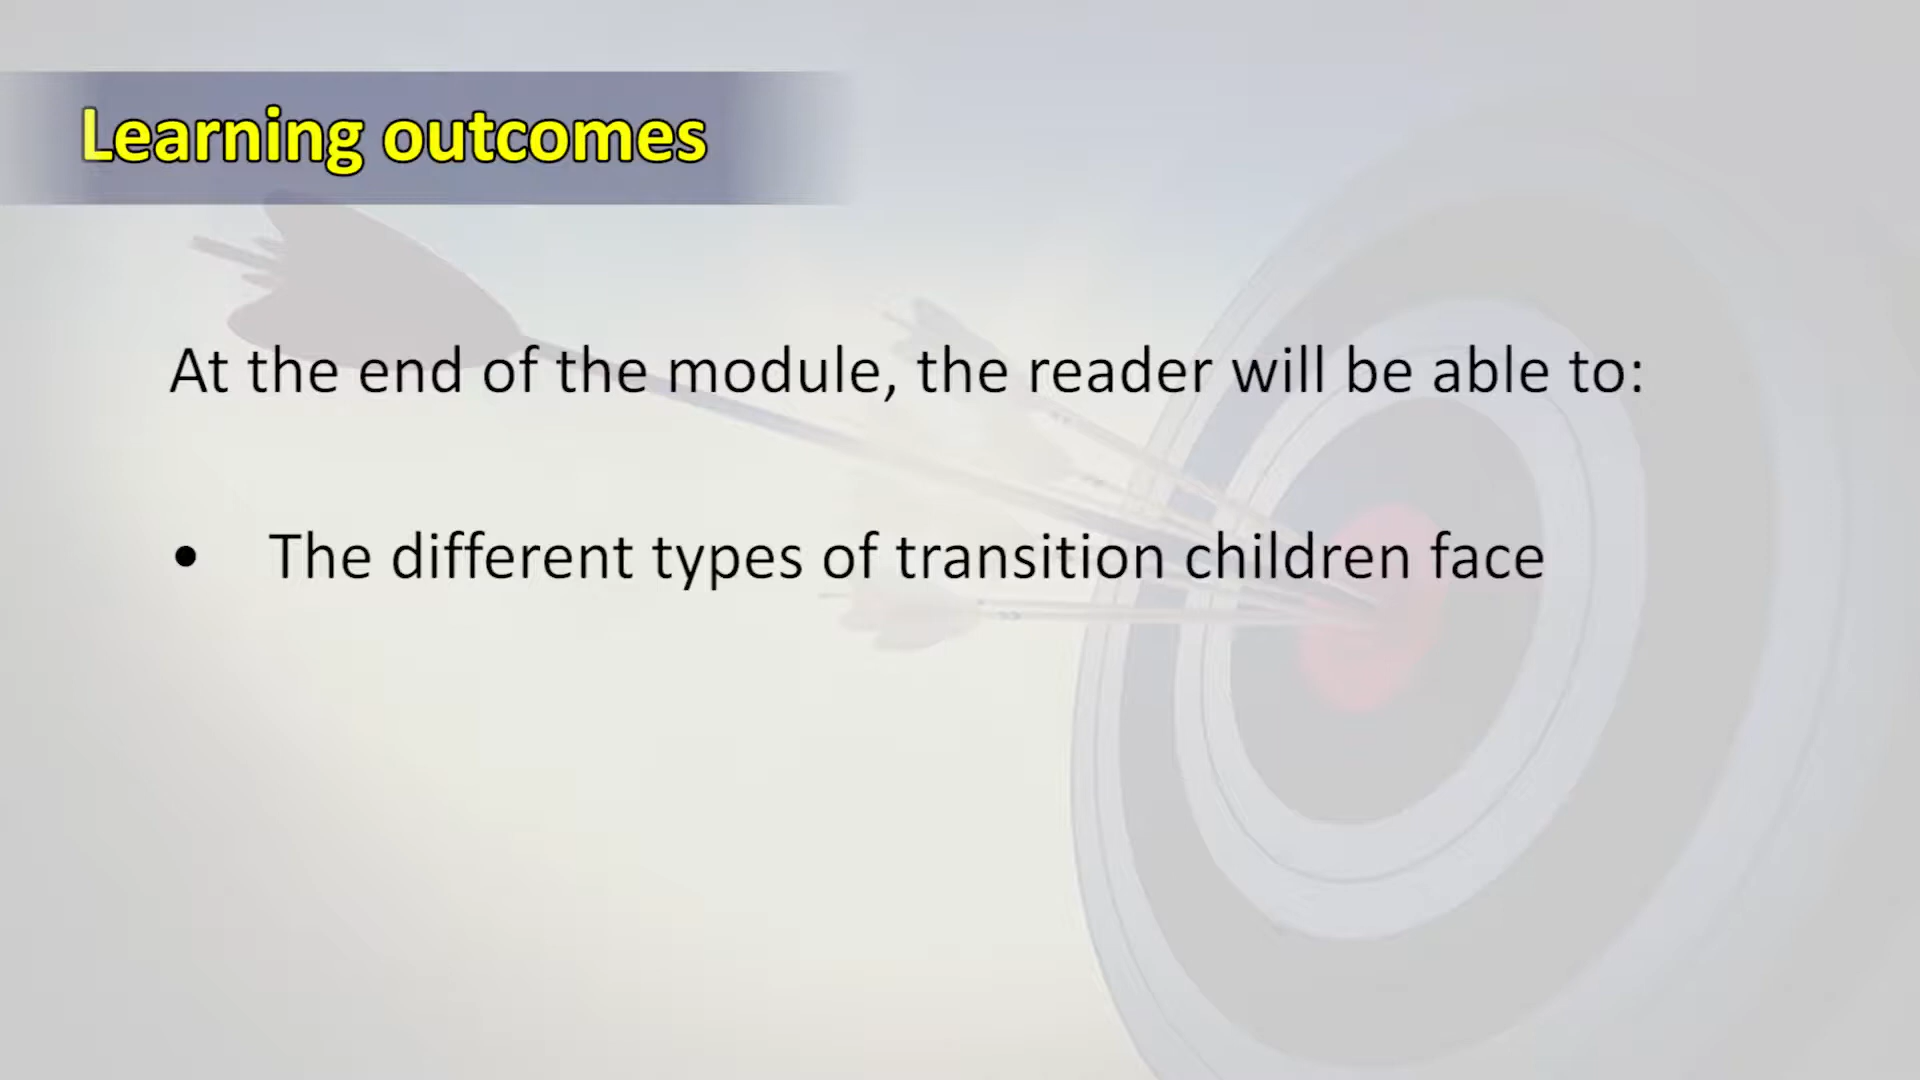 Learning outcomes
At the end of the module, the reader will be able to:
• The different types of transition children face